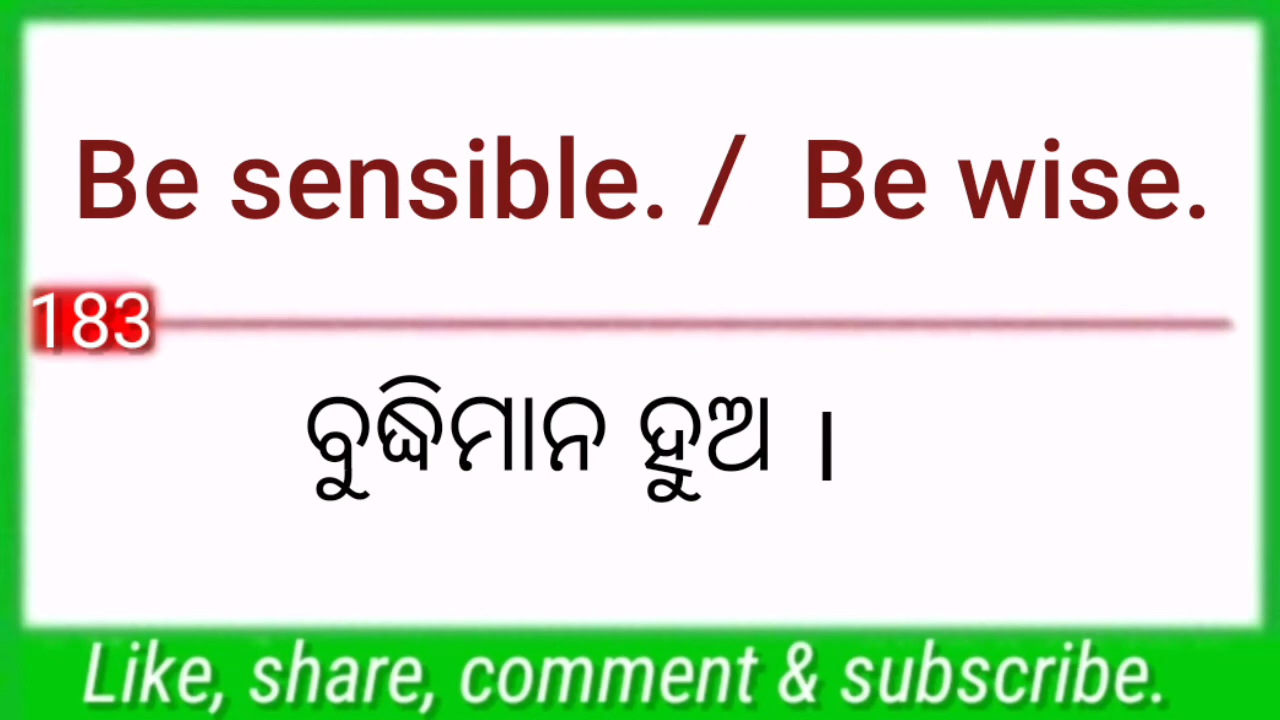 Be sensible. / Be wise.
183
ବୁଦ୍ଧିମାନ ହୁଅ ।
Like, share, comment & subscribe.